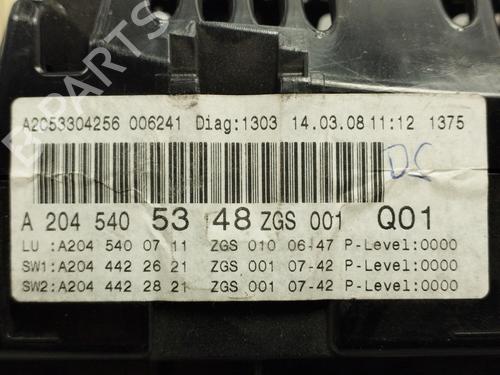 A2C53304256 006241 Diag:1303 14.03.08 11:12 1375
DC
A 204 540 53 48 ZGS 001 Q01
LU :A204 540 07 11 ZGS 010 06-47 P-Level:0000
SW1:A204 442 26 21 ZGS 001 07-42 P-Level:0000
SW2:A204 442 28 21 ZGS 001 07-42 P-Level:0000
B PARTS